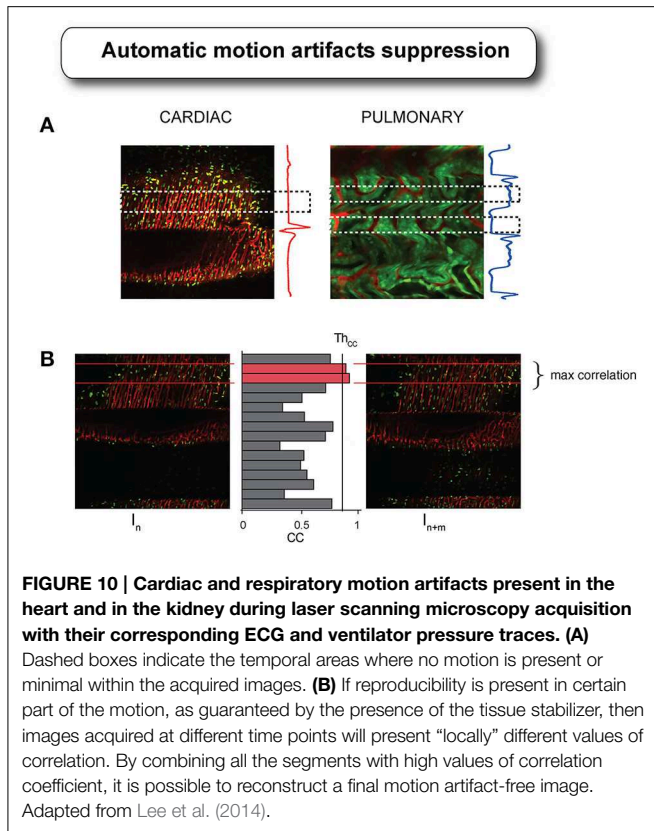 Automatic motion artifacts suppression
A
CARDIAC
PULMONARY
B
Th_CC
max correlation
I_n
0
0.5
1
CC
I_n+m
FIGURE 10 | Cardiac and respiratory motion artifacts present in the
heart and in the kidney during laser scanning microscopy acquisition
with their corresponding ECG and ventilator pressure traces. (A)
Dashed boxes indicate the temporal areas where no motion is present or
minimal within the acquired images. (B) If reproducibility is present in certain
part of the motion, as guaranteed by the presence of the tissue stabilizer, then
images acquired at different time points will present “locally” different values of
correlation. By combining all the segments with high values of correlation
coefficient, it is possible to reconstruct a final motion artifact-free image.
Adapted from Lee et al. (2014).